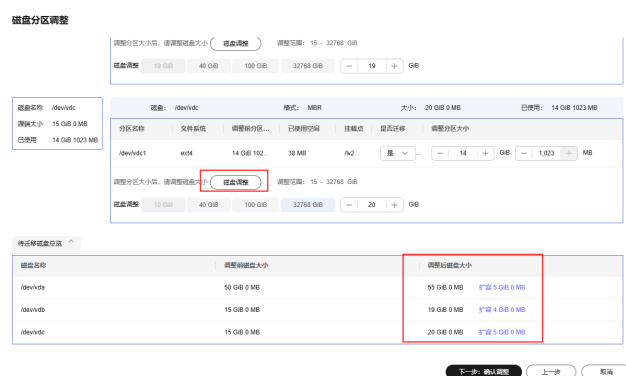 磁盘分区调整
调整分区大小后，请调整磁盘大小 磁盘调整 调整范围： 15 - 32768 GiB
磁盘调整 10 GiB 40 GiB 100 GiB 32768 GiB － 19 ＋ GiB
磁盘名称 /dev/vdc
源端大小 15 GiB 0 MB
已使用 14 GiB 1023 MB
磁盘： /dev/vdc 格式： MBR 大小： 20 GiB 0 MB 已使用： 14 GiB 1023 MB
分区名称 文件系统 调整前分区... 已使用空间 挂载点 是否迁移 调整分区大小
/dev/vdc1 ext4 14 GiB 102... 38 MB /lv2 是 ... － 14 ＋ GiB － 1,023 ＋ MB
调整分区大小后，请调整磁盘大小 磁盘调整 调整范围： 15 - 32768 GiB
磁盘调整 10 GiB 40 GiB 100 GiB 32768 GiB － 20 ＋ GiB
待迁移磁盘总览
磁盘名称 调整前磁盘大小 调整后磁盘大小
/dev/vda 50 GiB 0 MB 55 GiB 0 MB 扩容 5 GiB 0 MB
/dev/vdb 15 GiB 0 MB 19 GiB 0 MB 扩容 4 GiB 0 MB
/dev/vdc 15 GiB 0 MB 20 GiB 0 MB 扩容 5 GiB 0 MB
下一步：确认调整 上一步 取消